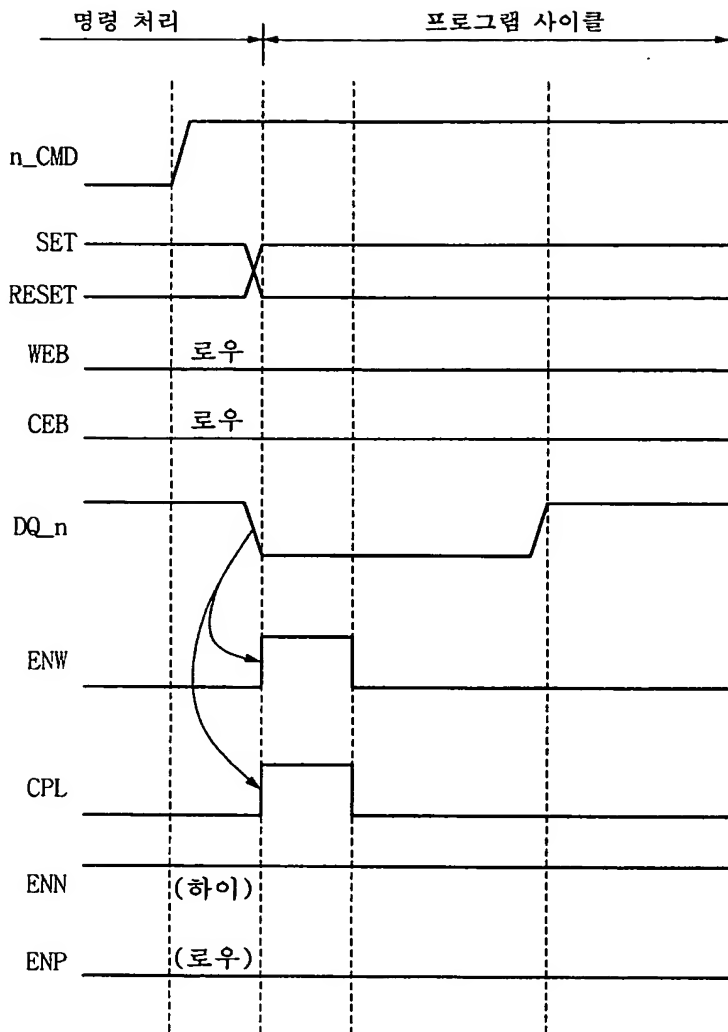 명령 처리
프로그램 사이클
n_CMD
SET
RESET
WEB
로우
CEB
로우
DQ_n
ENW
CPL
ENN
(하이)
ENP
(로우)